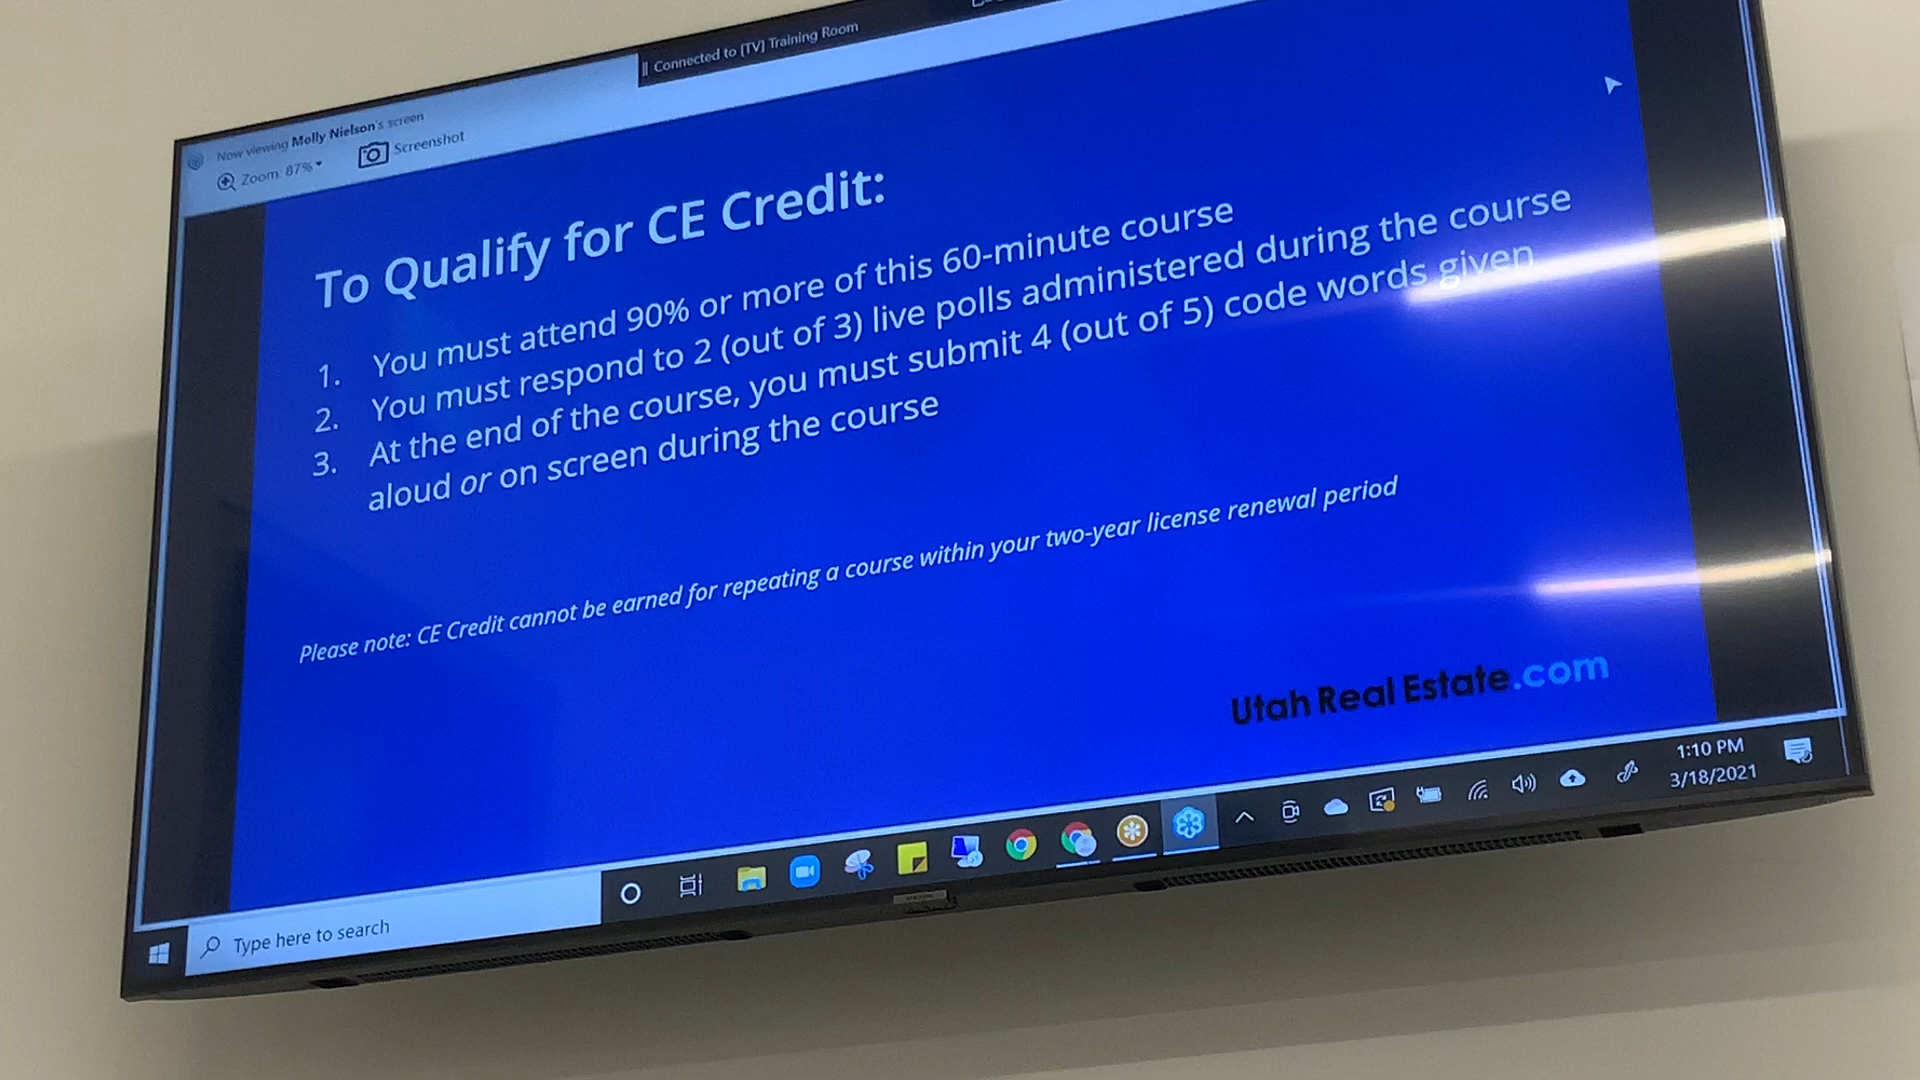 Connected to [TV] Training Room
Now viewing Molly Nielson's screen
Zoom: 87%
Screenshot
To Qualify for CE Credit:
1. You must attend 90% or more of this 60-minute course
2. You must respond to 2 (out of 3) live polls administered during the course
3. At the end of the course, you must submit 4 (out of 5) code words given
aloud or on screen during the course
Please note: CE Credit cannot be earned for repeating a course within your two-year license renewal period
Utah Real Estate.com
1:10 PM
3/18/2021
Type here to search